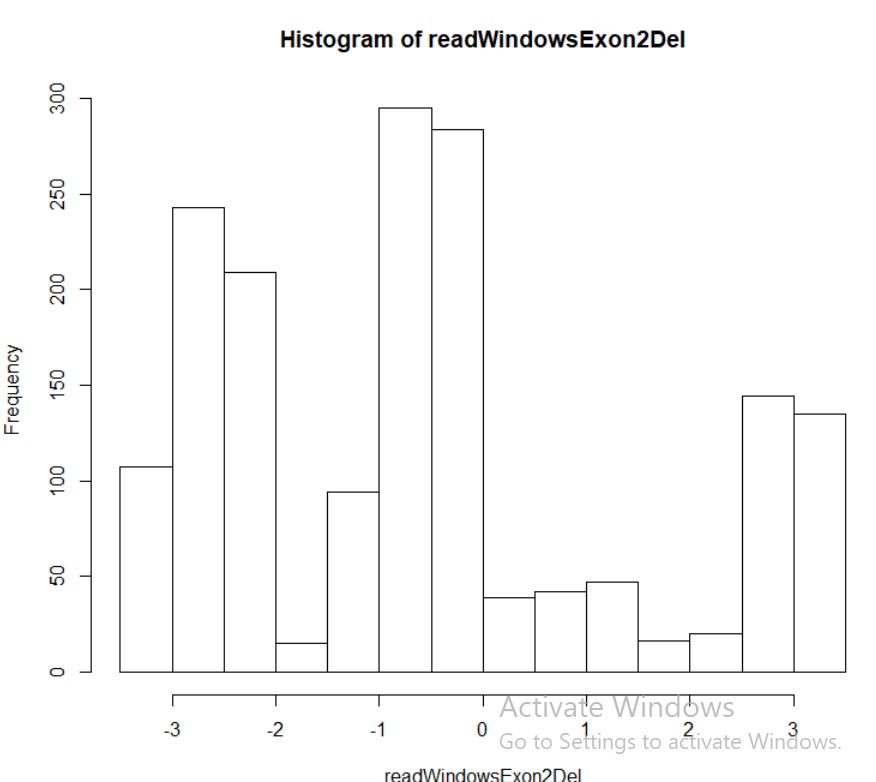 Histogram of readWindowsExon2Del
300
250
200
150
100
50
0
Frequency
-3 -2 -1 0 1 2 3
Activate Windows
Go to Settings to activate Windows.
readWindowsExon2Del